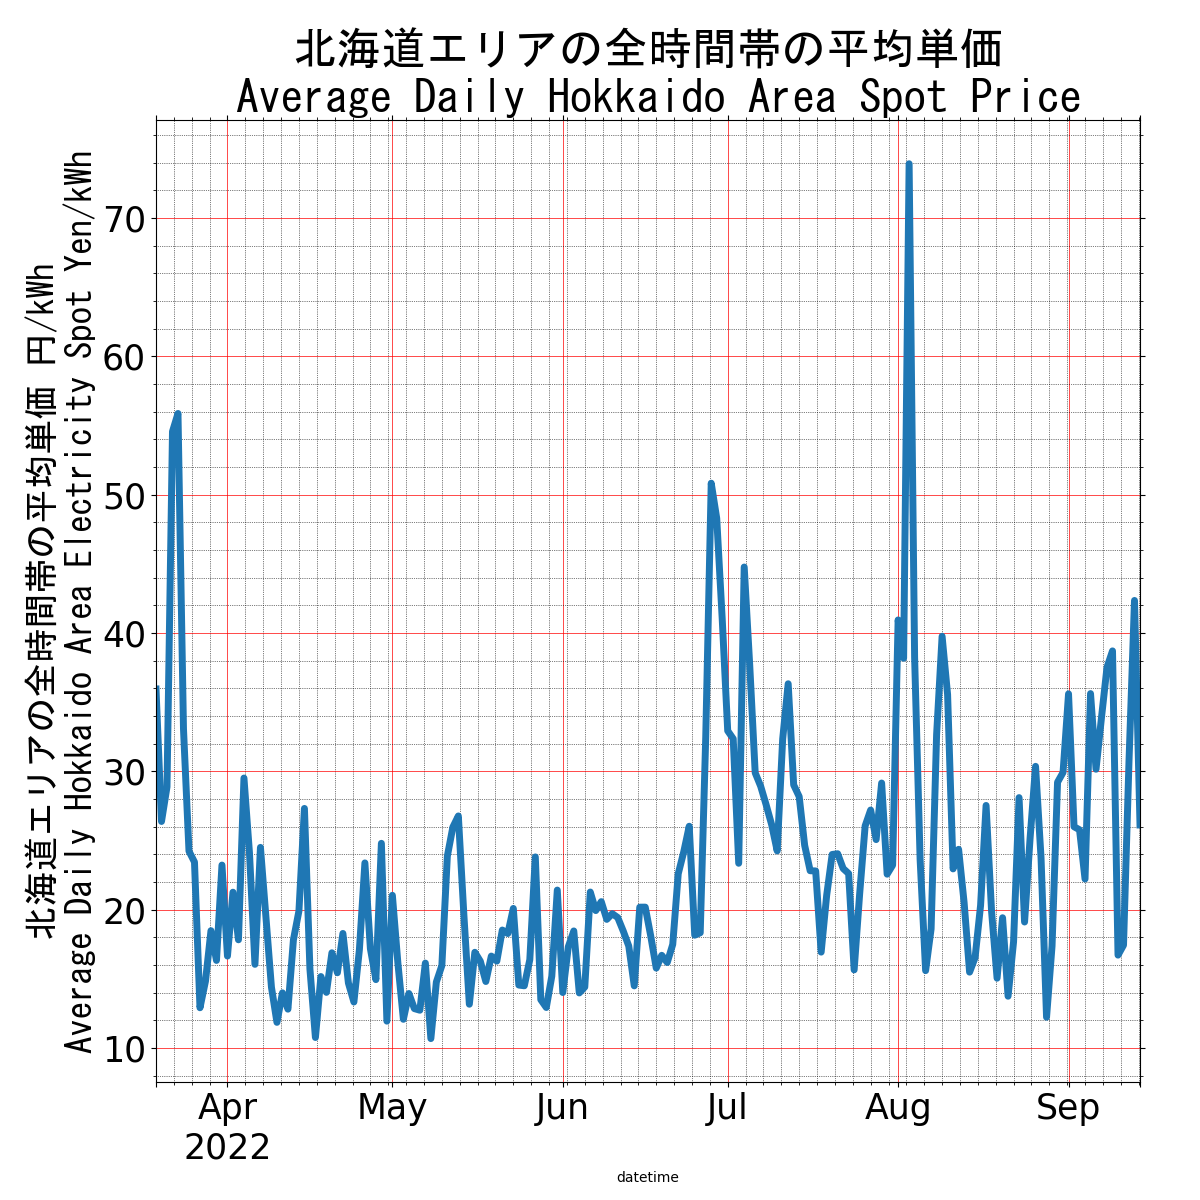 北海道エリアの全時間帯の平均単価
Average Daily Hokkaido Area Spot Price
北海道エリアの全時間帯の平均単価 円/kWh
Average Daily Hokkaido Area Electricity Spot Yen/kWh
70
60
50
40
30
20
10
Apr May Jun Jul Aug Sep
2022
datetime